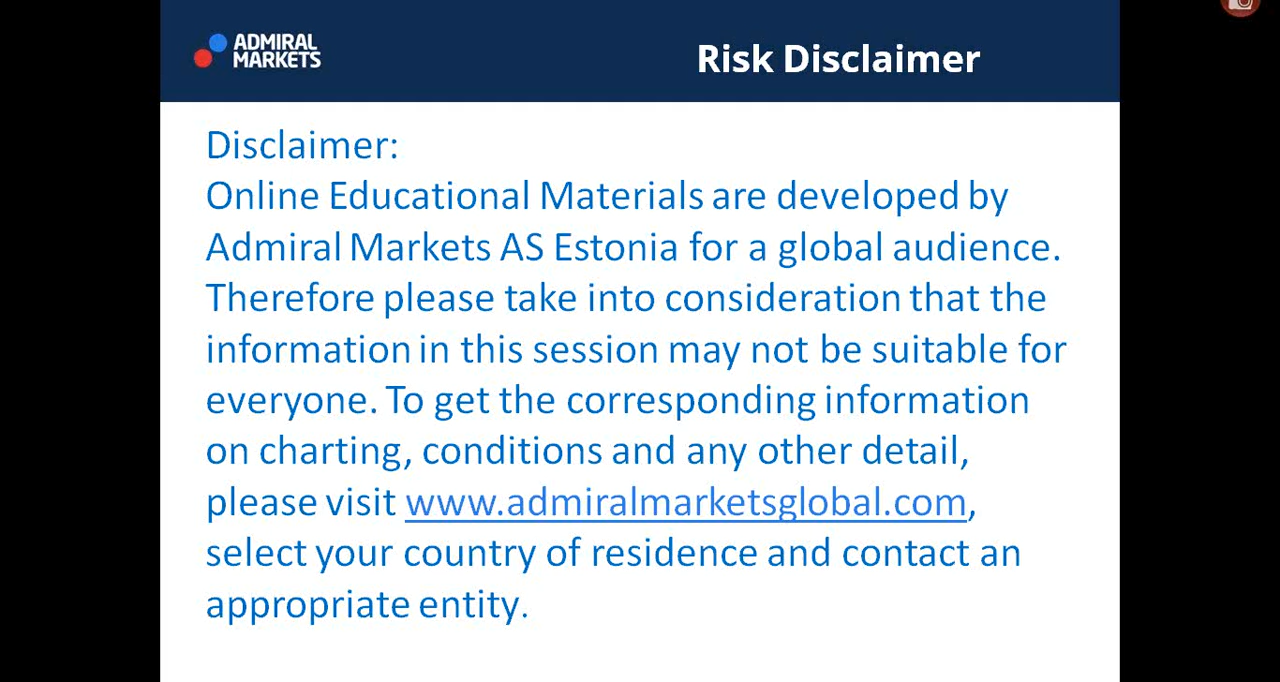 ADMIRAL
MARKETS
Risk Disclaimer
Disclaimer:
Online Educational Materials are developed by
Admiral Markets AS Estonia for a global audience.
Therefore please take into consideration that the
information in this session may not be suitable for
everyone. To get the corresponding information
on charting, conditions and any other detail,
please visit www.admiralmarketsglobal.com,
select your country of residence and contact an
appropriate entity.